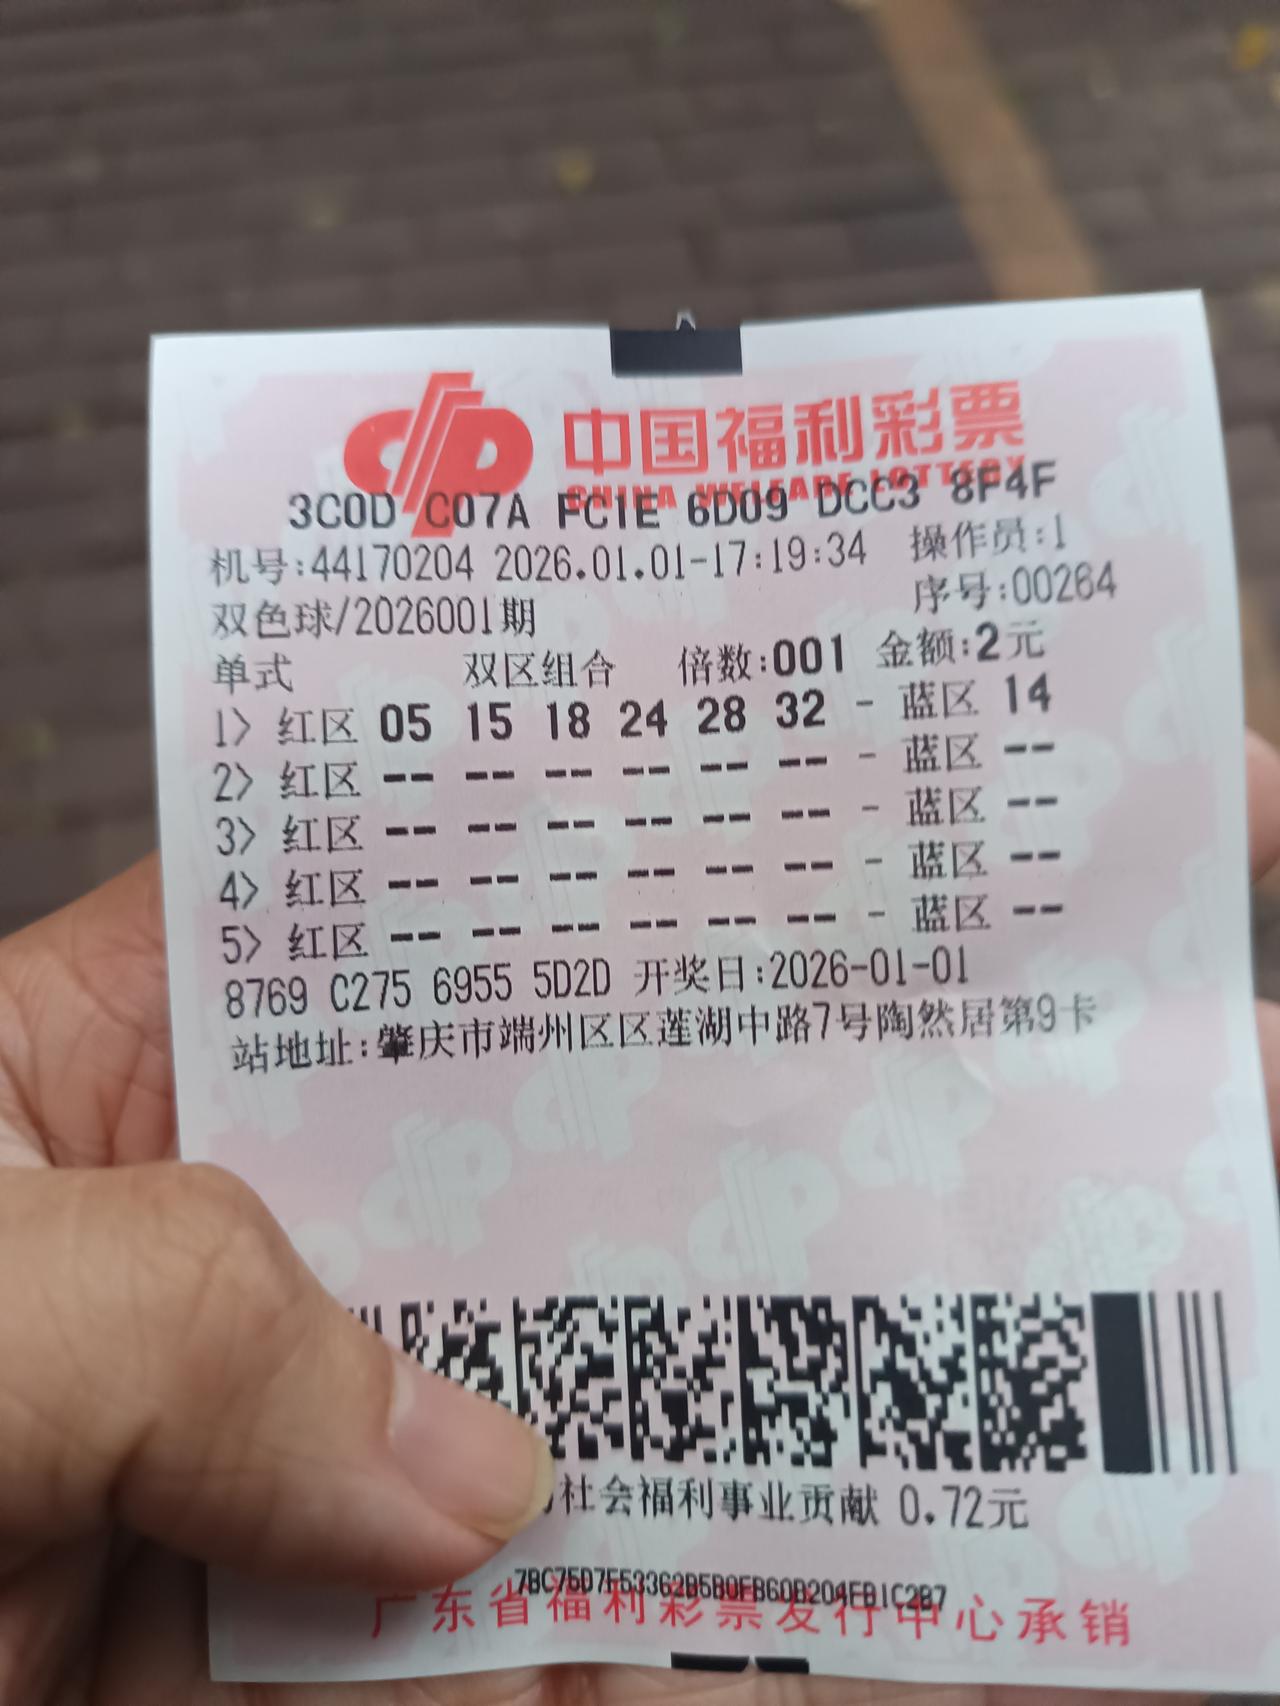 中国福利彩票
CHINA WELFARE LOTTERY
3C0D C07A FC1E 6D09 DCC3 8F4F
机号:44170204 2026.01.01-17:19:34 操作员:1
双色球/2026001期 序号:00264
单式 双区组合 倍数:001 金额:2元
1> 红区 05 15 18 24 28 32 - 蓝区 14
2> 红区 -- -- -- -- -- -- - 蓝区 --
3> 红区 -- -- -- -- -- -- - 蓝区 --
4> 红区 -- -- -- -- -- -- - 蓝区 --
5> 红区 -- -- -- -- -- -- - 蓝区 --
8769 C275 6955 5D2D 开奖日:2026-01-01
站地址:肇庆市端州区区莲湖中路7号陶然居第9卡
社会福利事业贡献 0.72元
广东省福利彩票发行中心承销